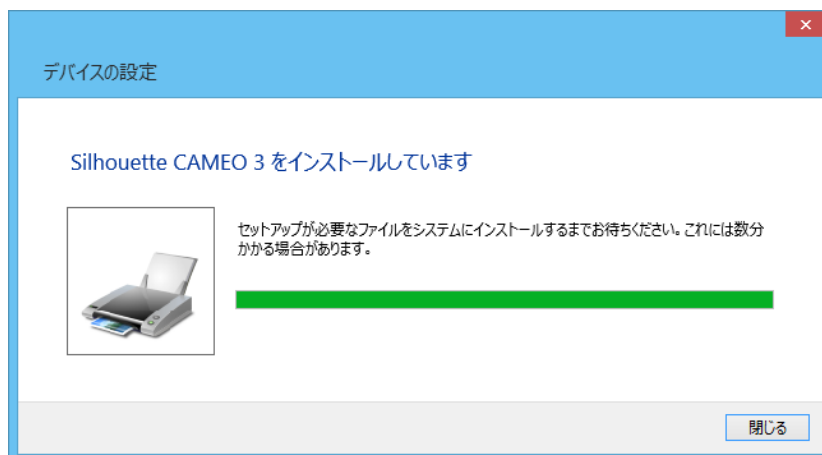 デバイスの設定
Silhouette CAMEO 3 をインストールしています
セットアップが必要なファイルをシステムにインストールするまでお待ちください。これには数分
かかる場合があります。
閉じる